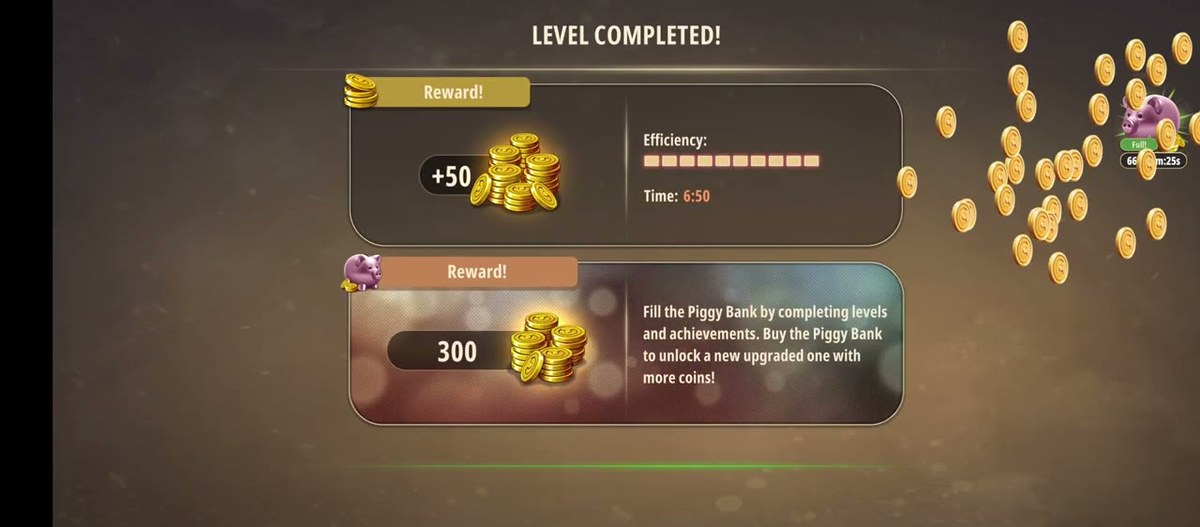 LEVEL COMPLETED!
Reward!
+50
Efficiency:
Time: 6:50
Full!
Reward!
300
Fill the Piggy Bank by completing levels
and achievements. Buy the Piggy Bank
to unlock a new upgraded one with
more coins!